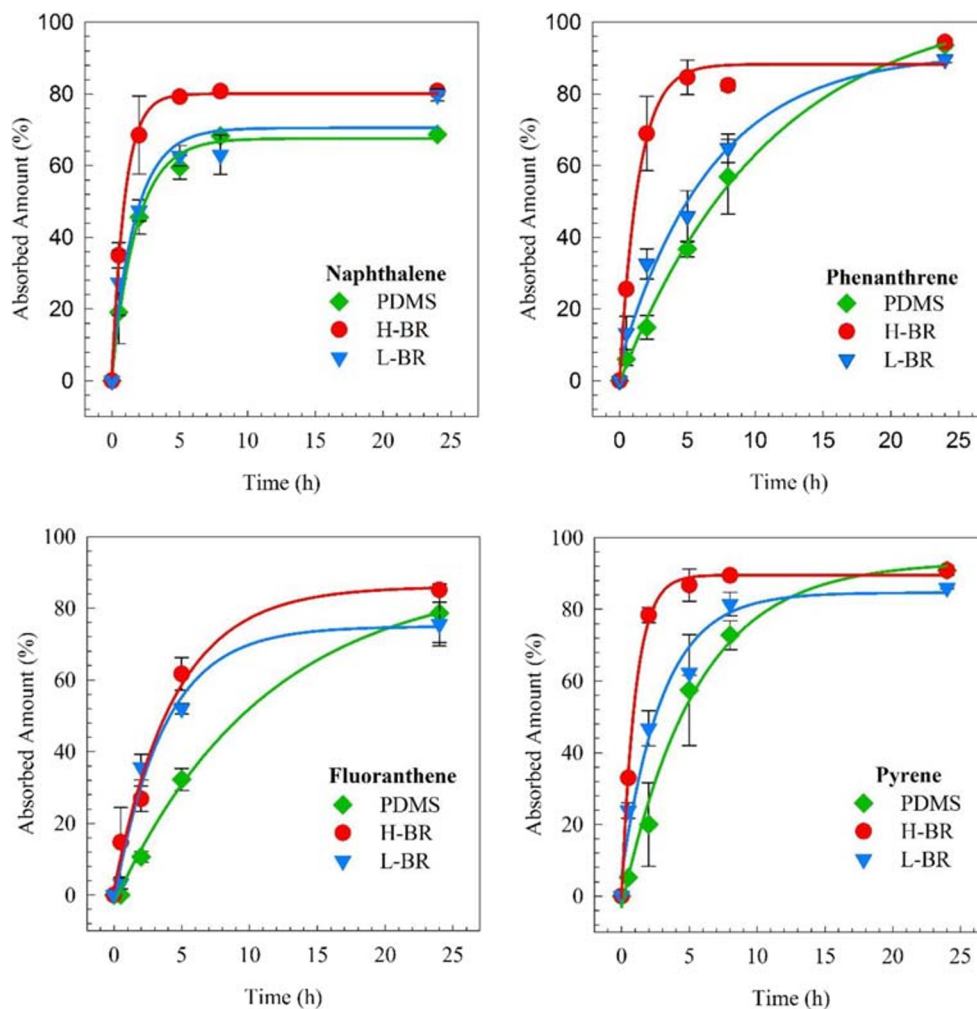 100
80
60
40
20
0
Absorbed Amount (%)
Naphthalene
PDMS
H-BR
L-BR
0 5 10 15 20 25
Time (h)
100
80
60
40
20
0
Absorbed Amount (%)
Phenanthrene
PDMS
H-BR
L-BR
0 5 10 15 20 25
Time (h)
100
80
60
40
20
0
Absorbed Amount (%)
Fluoranthene
PDMS
H-BR
L-BR
0 5 10 15 20 25
Time (h)
100
80
60
40
20
0
Absorbed Amount (%)
Pyrene
PDMS
H-BR
L-BR
0 5 10 15 20 25
Time (h)